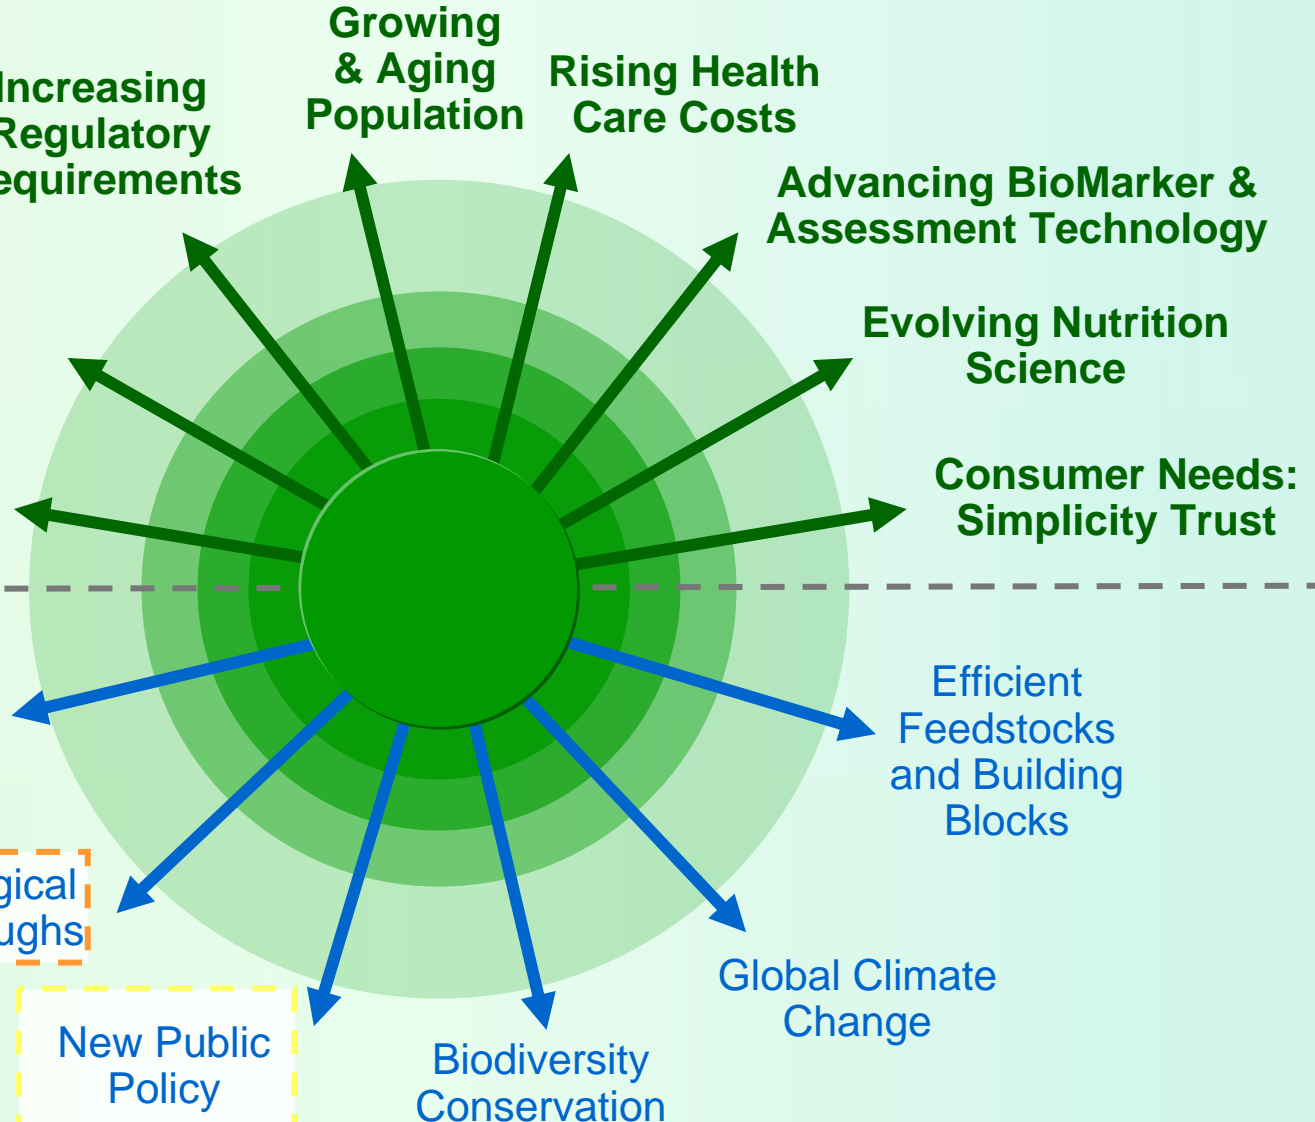 Growing
& Aging
Population
Rising Health
Care Costs
Increasing
Regulatory
equirements
Advancing BioMarker &
Assessment Technology
Evolving Nutrition
Science
Consumer Needs:
Simplicity Trust
Efficient
Feedstocks
and Building
Blocks
gical
ughs
Global Climate
Change
New Public
Policy
Biodiversity
Conservation